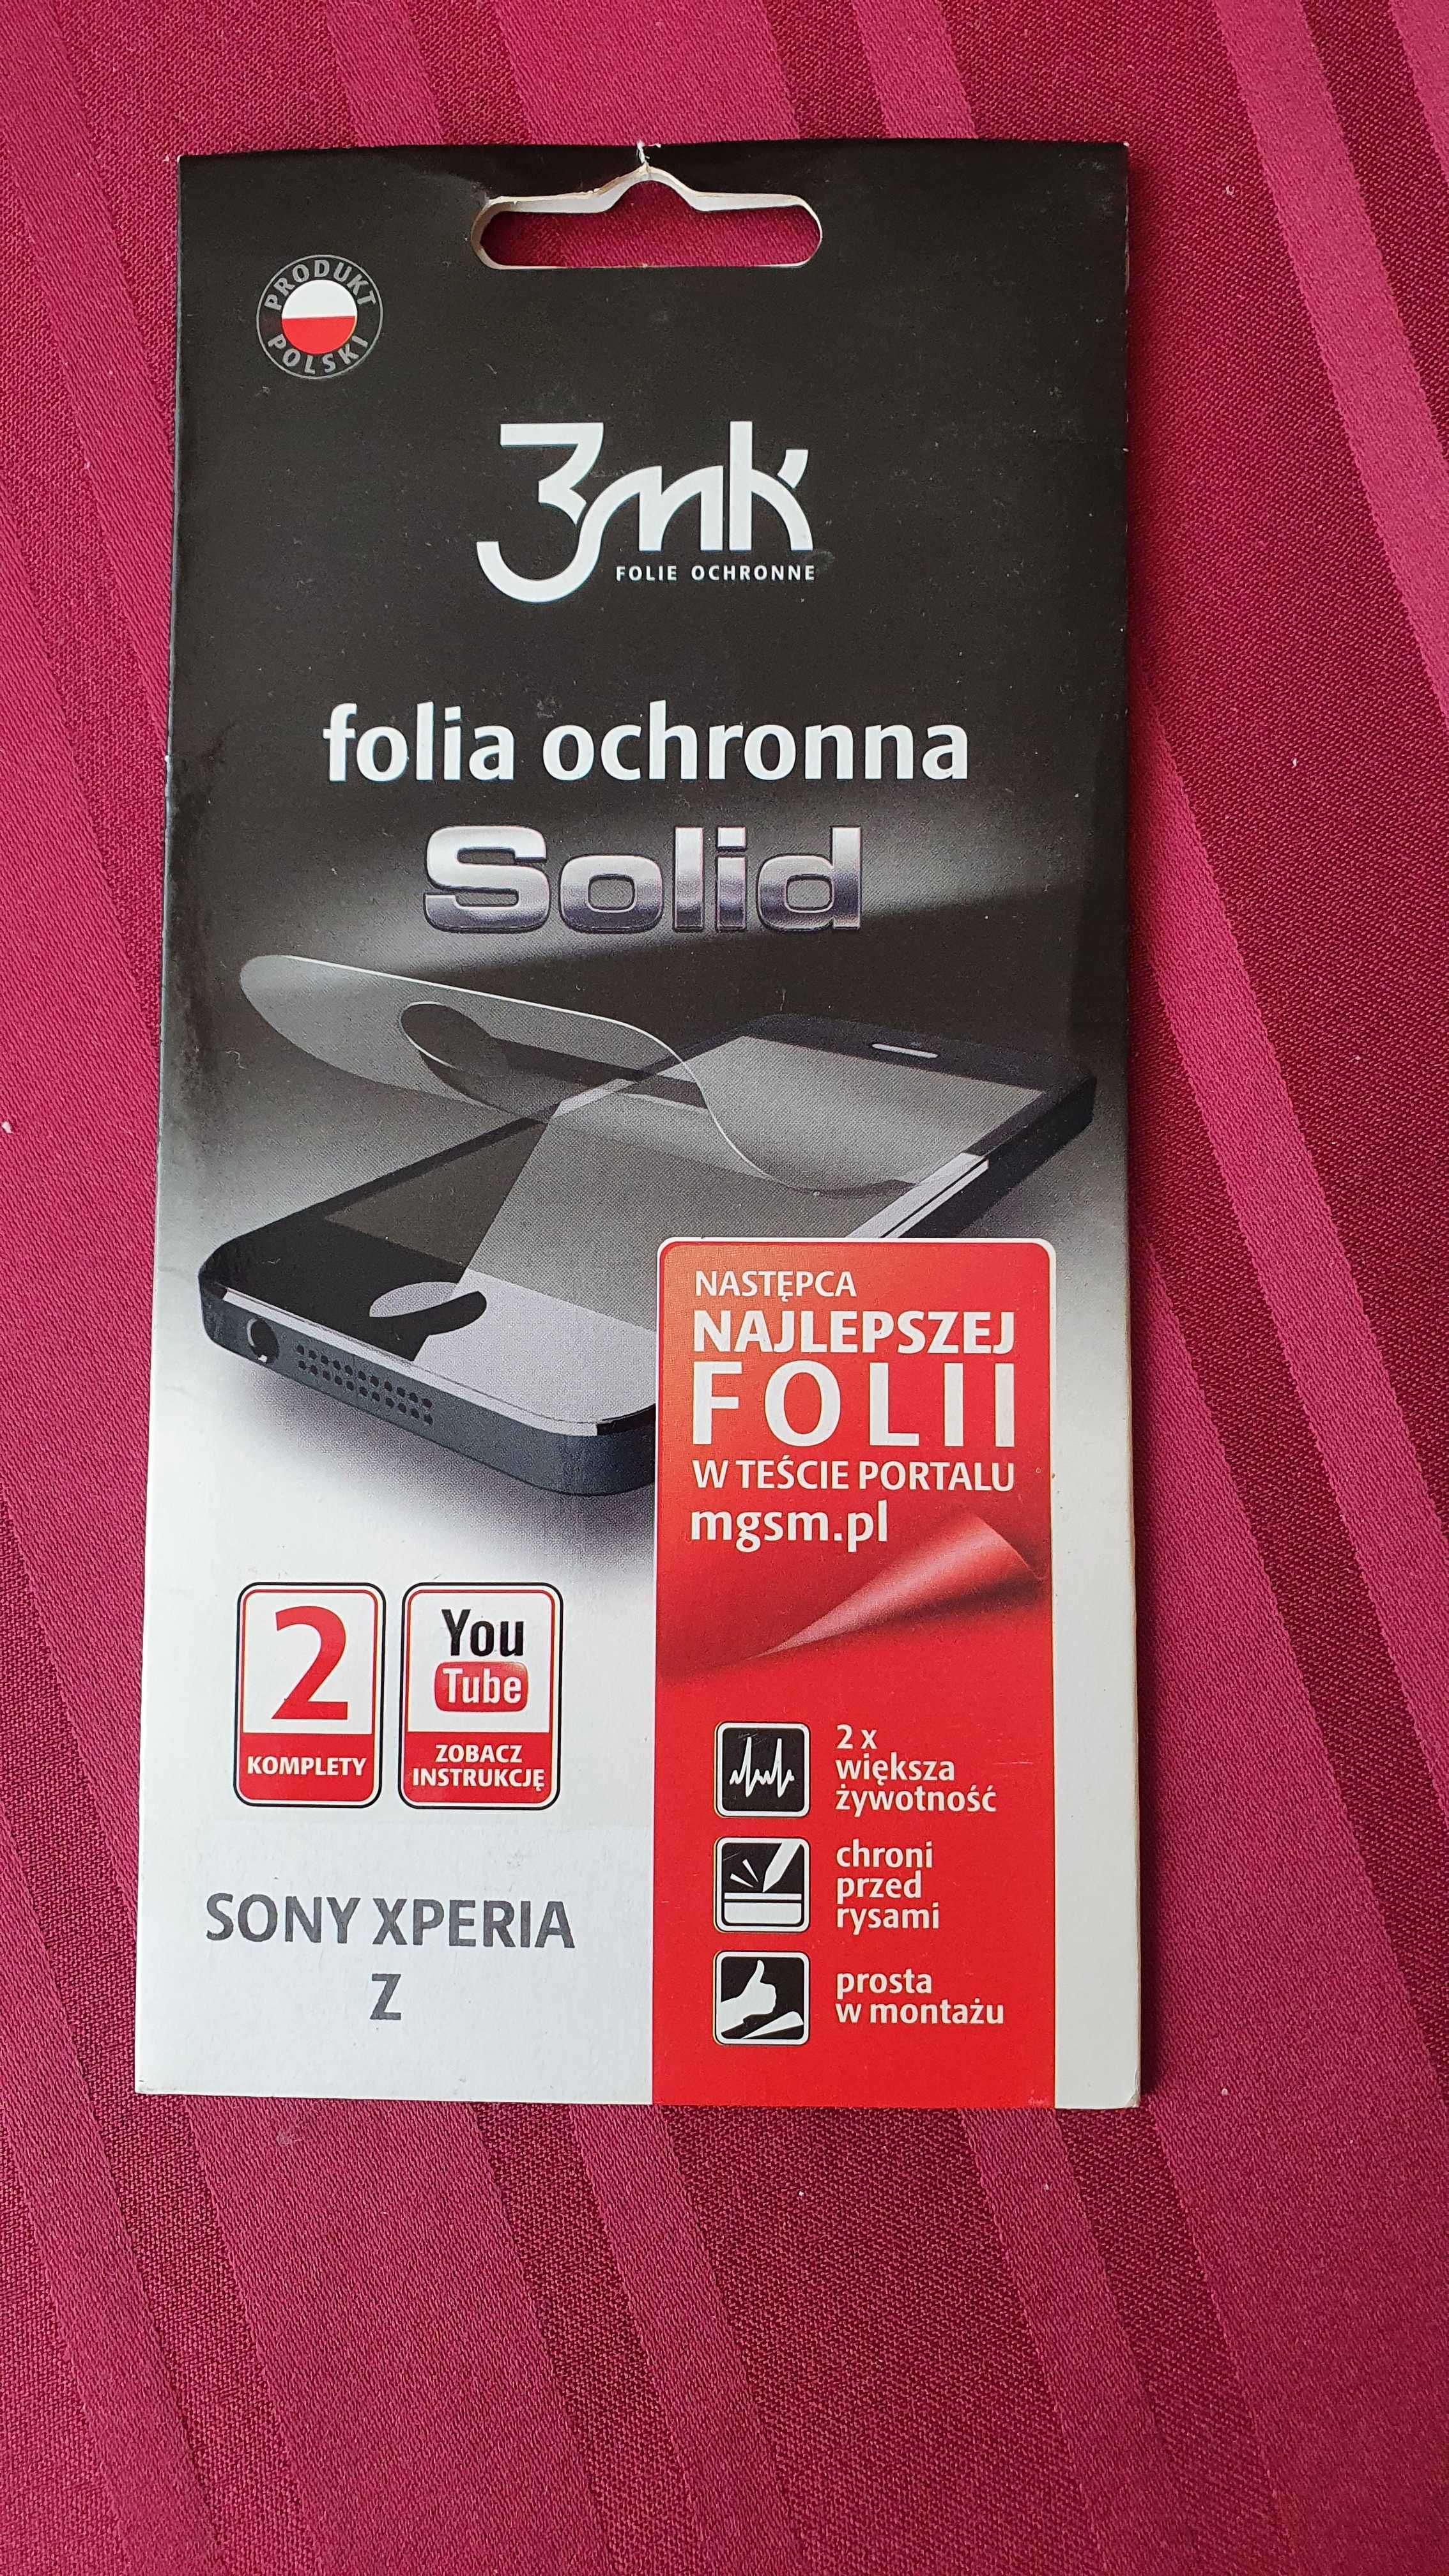 PRODUKT
POLSKI
3mk
FOLIE OCHRONNE
folia ochronna
Solid
NASTĘPCA
NAJLEPSZEJ
FOLII
W TEŚCIE PORTALU
mgsm.pl
2
KOMPLETY
You
Tube
ZOBACZ
INSTRUKCJĘ
2 x
większa
żywotność
chroni
przed
rysami
prosta
w montażu
SONY XPERIA
Z